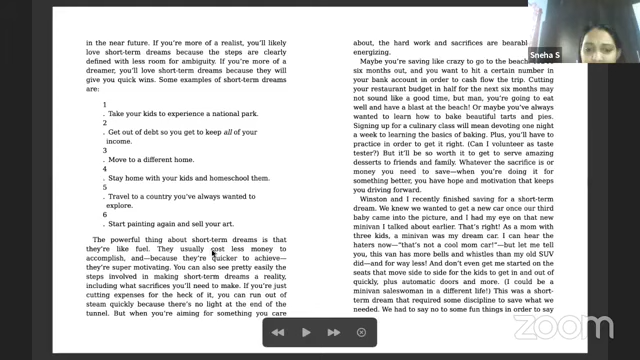 in the near future. If you're more of a realist, you'll likely
love short-term dreams because the steps are clearly
defined with less room for ambiguity. If you're more of a
dreamer, you'll love short-term dreams because they will
give you quick wins. Some examples of short-term dreams
are:
1
. Take your kids to experience a national park.
2
. Get out of debt so you get to keep all of your
income.
3
. Move to a different home.
4
. Stay home with your kids and homeschool them.
5
. Travel to a country you've always wanted to
explore.
6
. Start painting again and sell your art.
The powerful thing about short-term dreams is that
they're like fuel. They usually cost less money to
accomplish, and—because they're quicker to achieve—
they're super motivating. You can also see pretty easily the
steps involved in making short-term dreams a reality,
including what sacrifices you'll need to make. If you're just
cutting expenses for the heck of it, you can run out of
steam quickly because there's no light at the end of the
tunnel. But when you're aiming for something you care
about, the hard work and sacrifices are bearable
energizing.
Maybe you're saving like crazy to go to the beach
six months out, and you want to hit a certain number in
your bank account in order to cash flow the trip. Cutting
your restaurant budget in half for the next six months may
not sound like a good time, but man, you're going to eat
well and have a blast at the beach! Or maybe you've always
wanted to learn how to bake beautiful tarts and pies.
Signing up for a culinary class will mean devoting one night
a week to learning the basics of baking. Plus, you'll have to
practice in order to get it right. (Can I volunteer as taste
tester?) But it'll be so worth it to get to serve amazing
desserts to friends and family. Whatever the sacrifice is or
money you need to save—when you're doing it for
something better, you have hope and motivation that keeps
you driving forward.
Winston and I recently finished saving for a short-term
dream. We knew we wanted to get a new car once our third
baby came into the picture, and I had my eye on that new
minivan I talked about earlier. That's right! As a mom with
three kids, a minivan was my dream car. I can hear the
haters now—"that's not a cool mom car!"—but let me tell
you, this van has more bells and whistles than my old SUV
did—and for way less! And don't even get me started on the
seats that move side to side for the kids to get in and out of
quickly, plus automatic doors and more. (I could be a
minivan saleswoman in a different life!) This was a short-
term dream that required some discipline to save what we
needed. We had to say no to some fun things in order to say
Sneha S
zoom